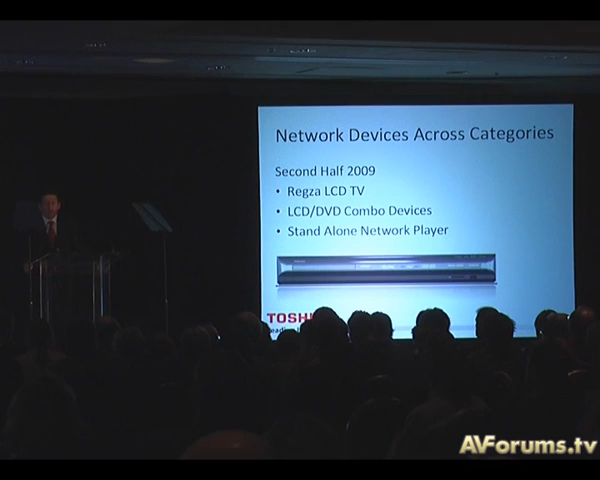 Network Devices Across Categories
Second Half 2009
• Regza LCD TV
• LCD/DVD Combo Devices
• Stand Alone Network Player
AVForums.tv